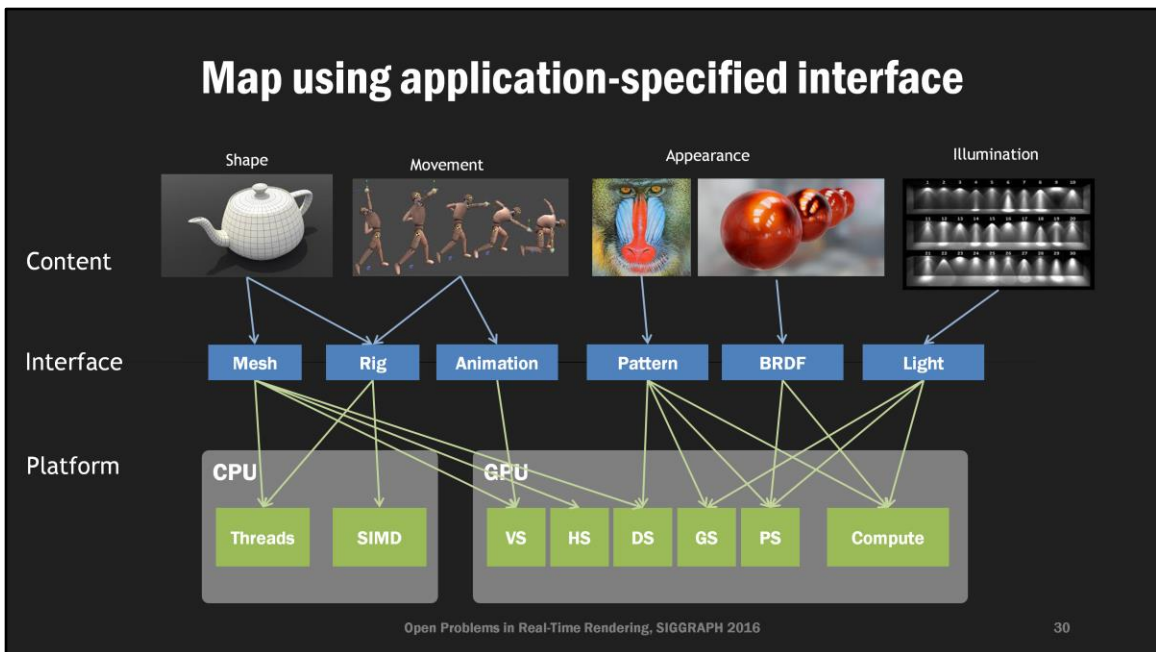 Map using application-specified interface
Shape
Movement
Appearance
Illumination
Content
Interface
Mesh
Rig
Animation
Pattern
BRDF
Light
Platform
CPU
GPU
Threads
SIMD
VS
HS
DS
GS
PS
Compute
Open Problems in Real-Time Rendering, SIGGRAPH 2016
30